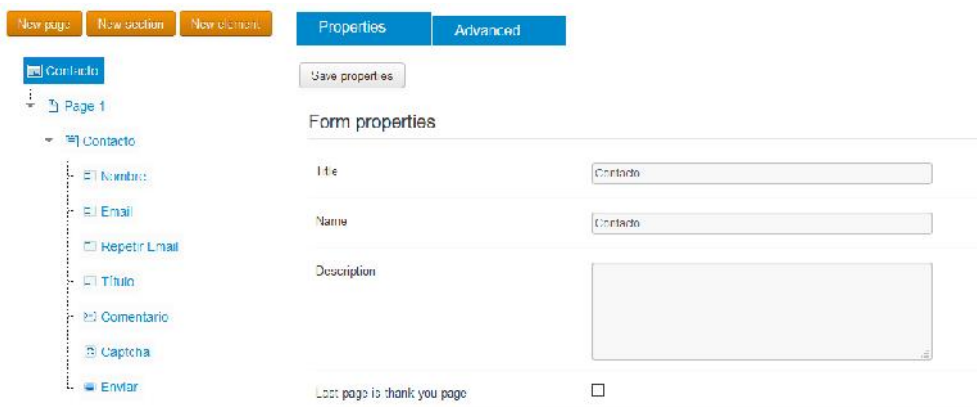 New page New section New element
Properties Advanced
Contacto
Save properties
Page 1
Form properties
Contacto
Title Contacto
Nombre
Email
Name Contacto
Repetir Email
Description
Título
Comentario
Captcha
Enviar
Last page is thank you page